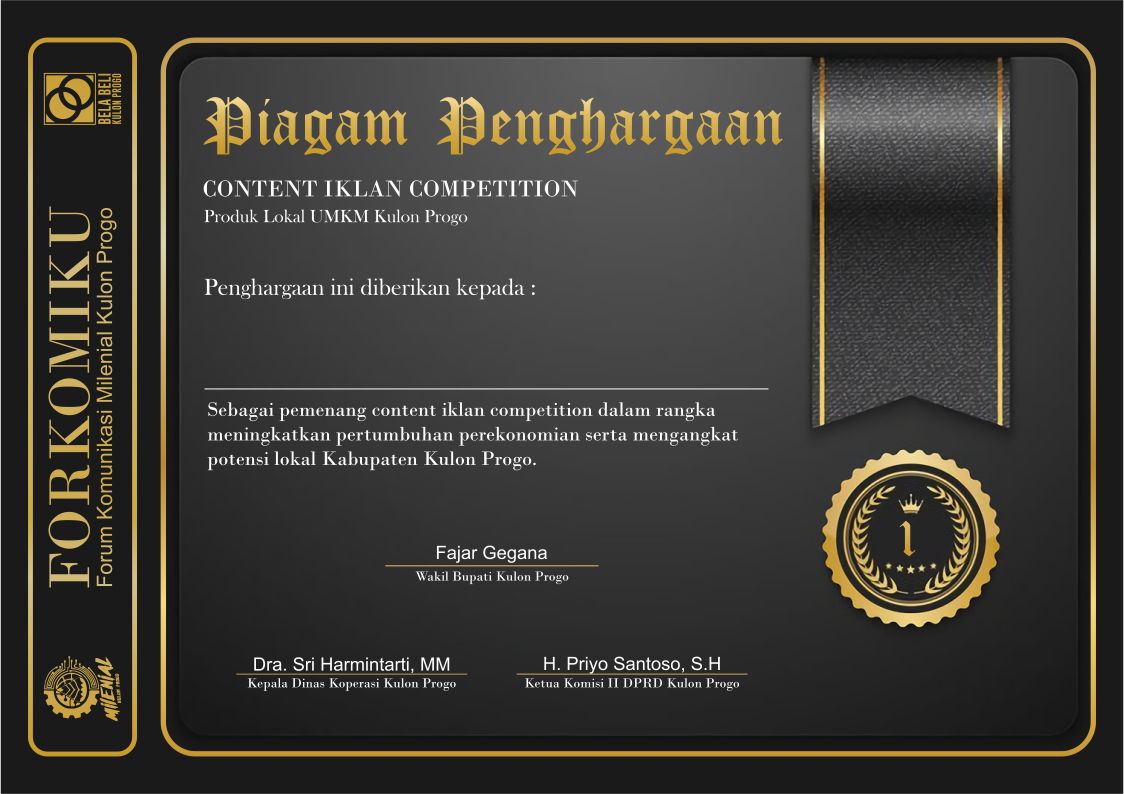 BELA BELI
KULON PROGO
FORKOMIKU
Forum Komunikasi Milenial Kulon Progo
MILENIAL
KULON PROGO
Piagam Penghargaan
CONTENT IKLAN COMPETITION
Produk Lokal UMKM Kulon Progo
Penghargaan ini diberikan kepada :
Sebagai pemenang content iklan competition dalam rangka
meningkatkan pertumbuhan perekonomian serta mengangkat
potensi lokal Kabupaten Kulon Progo.
1
Fajar Gegana
Wakil Bupati Kulon Progo
Dra. Sri Harmintarti, MM
Kepala Dinas Koperasi Kulon Progo
H. Priyo Santoso, S.H
Ketua Komisi II DPRD Kulon Progo